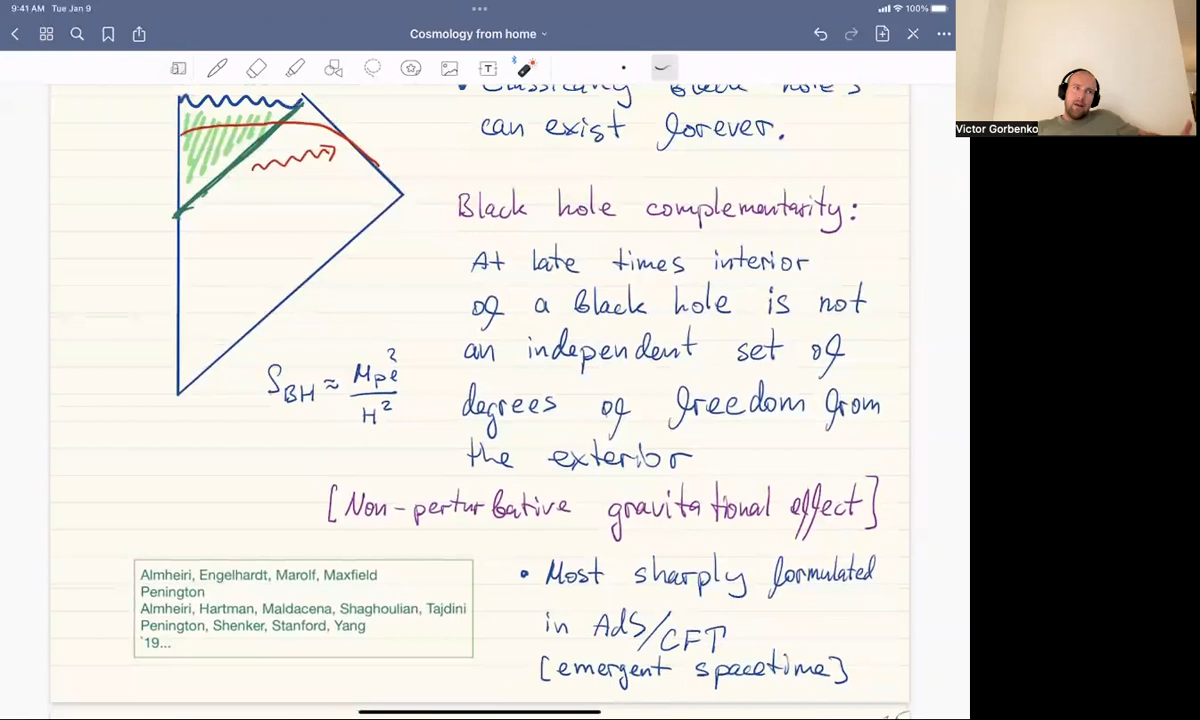 9:41 AM Tue Jan 9
100%
Cosmology from home
Victor Gorbenko
• Classically Black hole's
can exist forever.
Black hole complementarity:
At late times interior
of a Black hole is not
an independent set of
degrees of freedom from
the exterior
S_BH ≈ M_pl^2 / H^2
[Non-perturbative gravitational effect]
• Most sharply formulated
in AdS/CFT
[emergent spacetime]
Almheiri, Engelhardt, Marolf, Maxfield
Penington
Almheiri, Hartman, Maldacena, Shaghoulian, Tajdini
Penington, Shenker, Stanford, Yang
`19...